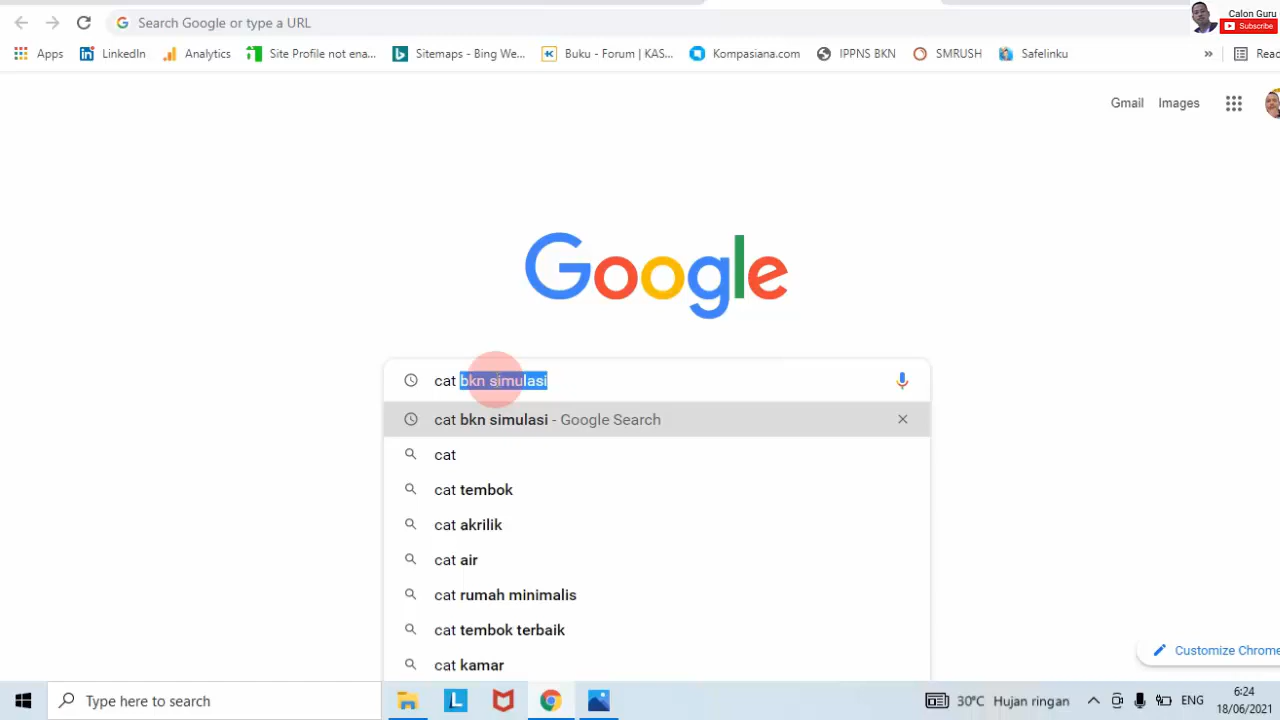 Search Google or type a URL
Calon Guru
Subscribe
Apps LinkedIn Analytics Site Profile not ena... Sitemaps - Bing We... Buku - Forum | KAS... Kompasiana.com IPPNS BKN SMRUSH Safelinku » Reac
Gmail Images
Google
cat bkn simulasi
cat bkn simulasi - Google Search
cat
cat tembok
cat akrilik
cat air
cat rumah minimalis
cat tembok terbaik
cat kamar
Customize Chrome
Type here to search
30°C Hujan ringan
ENG
6:24
18/06/2021